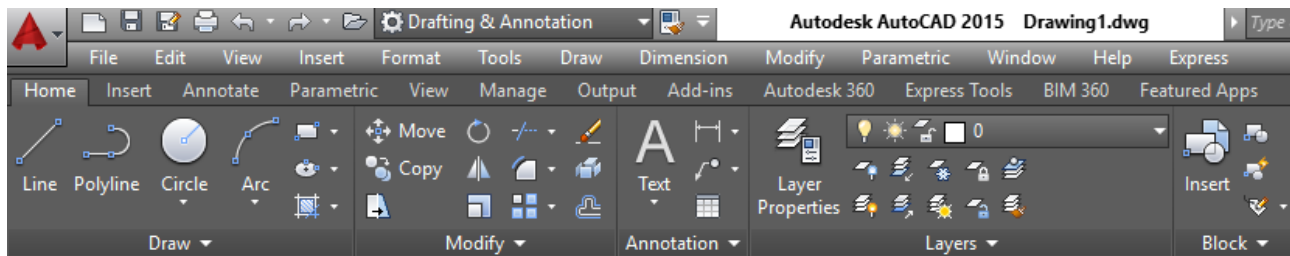 Drafting & Annotation Autodesk AutoCAD 2015 Drawing1.dwg Type
File Edit View Insert Format Tools Draw Dimension Modify Parametric Window Help Express
Home Insert Annotate Parametric View Manage Output Add-ins Autodesk 360 Express Tools BIM 360 Featured Apps
Move 0
Copy
Line Polyline Circle Arc Text Layer Insert
Properties
Draw Modify Annotation Layers Block